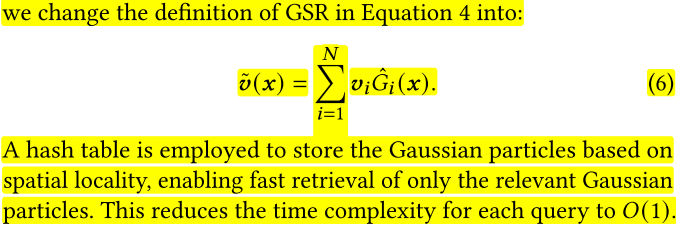 we change the definition of GSR in Equation 4 into:
ṽ(x) = ∑_{i=1}^{N} v_i Ĝ_i(x). (6)
A hash table is employed to store the Gaussian particles based on
spatial locality, enabling fast retrieval of only the relevant Gaussian
particles. This reduces the time complexity for each query to O(1).